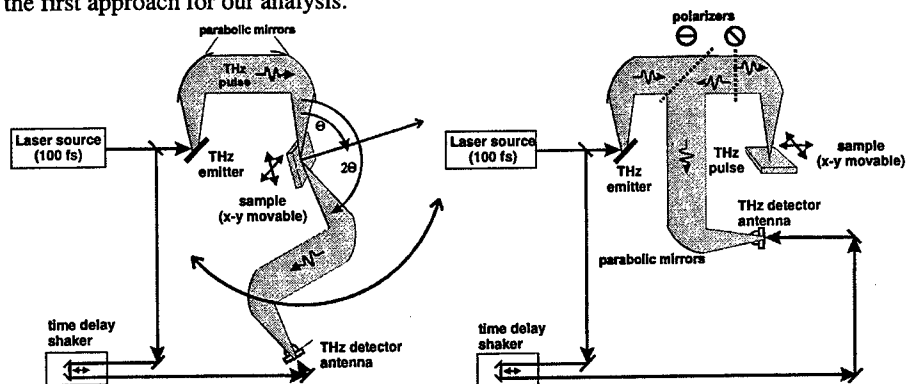 the first approach for our analysis.
parabolic mirrors
THz
pulse
Θ
2Θ
Laser source
(100 fs)
THz
emitter
sample
(x-y movable)
time delay
shaker
THz detector
antenna
polarizers
Laser source
(100 fs)
THz
emitter
THz
pulse
sample
(x-y movable)
THz detector
antenna
parabolic mirrors
time delay
shaker